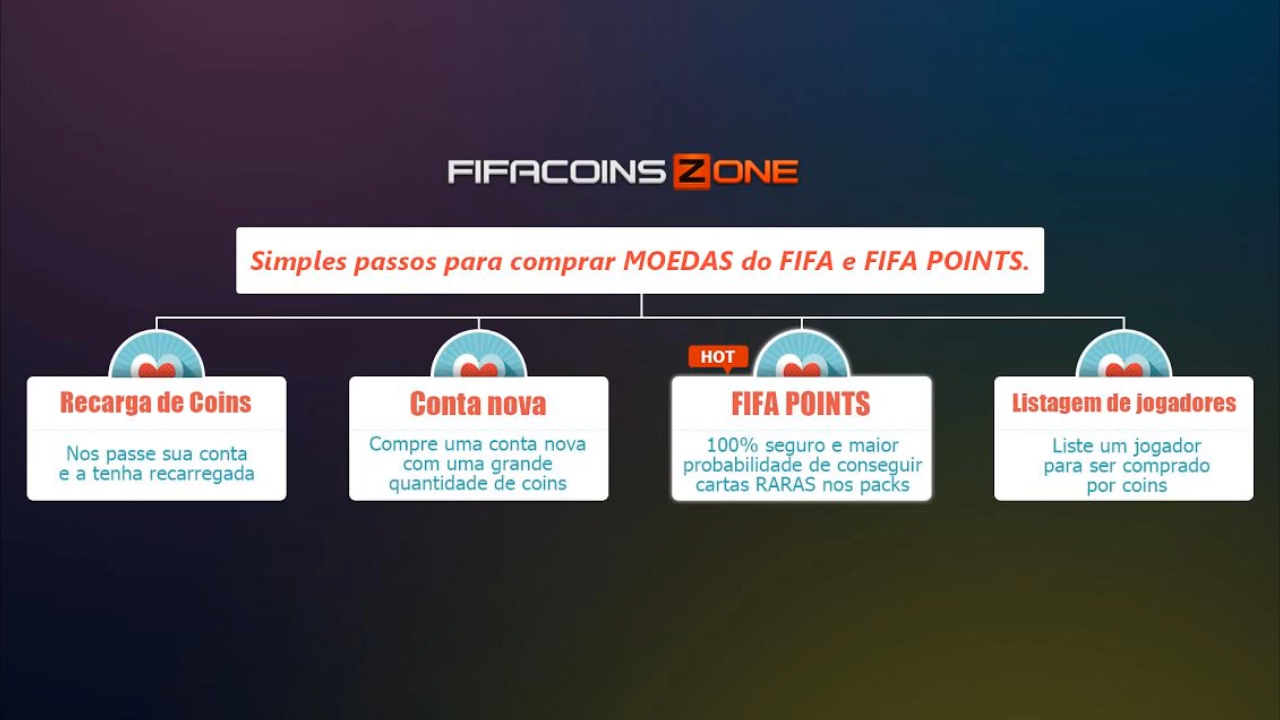 FIFACOINS ZONE
Simples passos para comprar MOEDAS do FIFA e FIFA POINTS.
Recarga de Coins
Nos passe sua conta
e a tenha recarregada
Conta nova
Compre uma conta nova
com uma grande
quantidade de coins
HOT
FIFA POINTS
100% seguro e maior
probabilidade de conseguir
cartas RARAS nos packs
Listagem de jogadores
Liste um jogador
para ser comprado
por coins